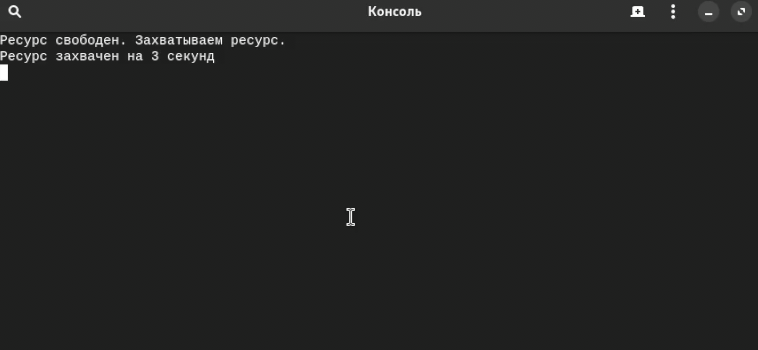 Консоль
Ресурс свободен. Захватываем ресурс.
Ресурс захвачен на 3 секунд